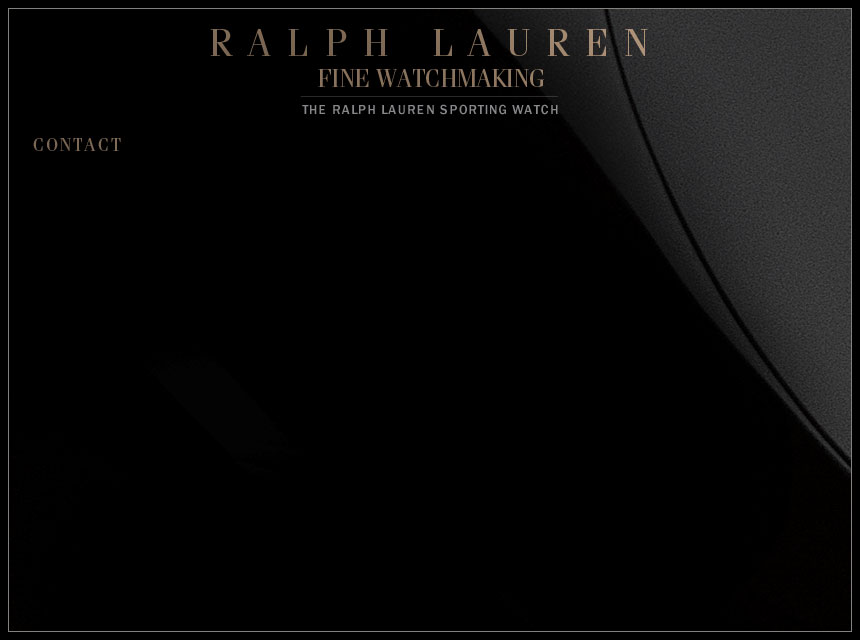 RALPH LAUREN
FINE WATCHMAKING
THE RALPH LAUREN SPORTING WATCH
CONTACT